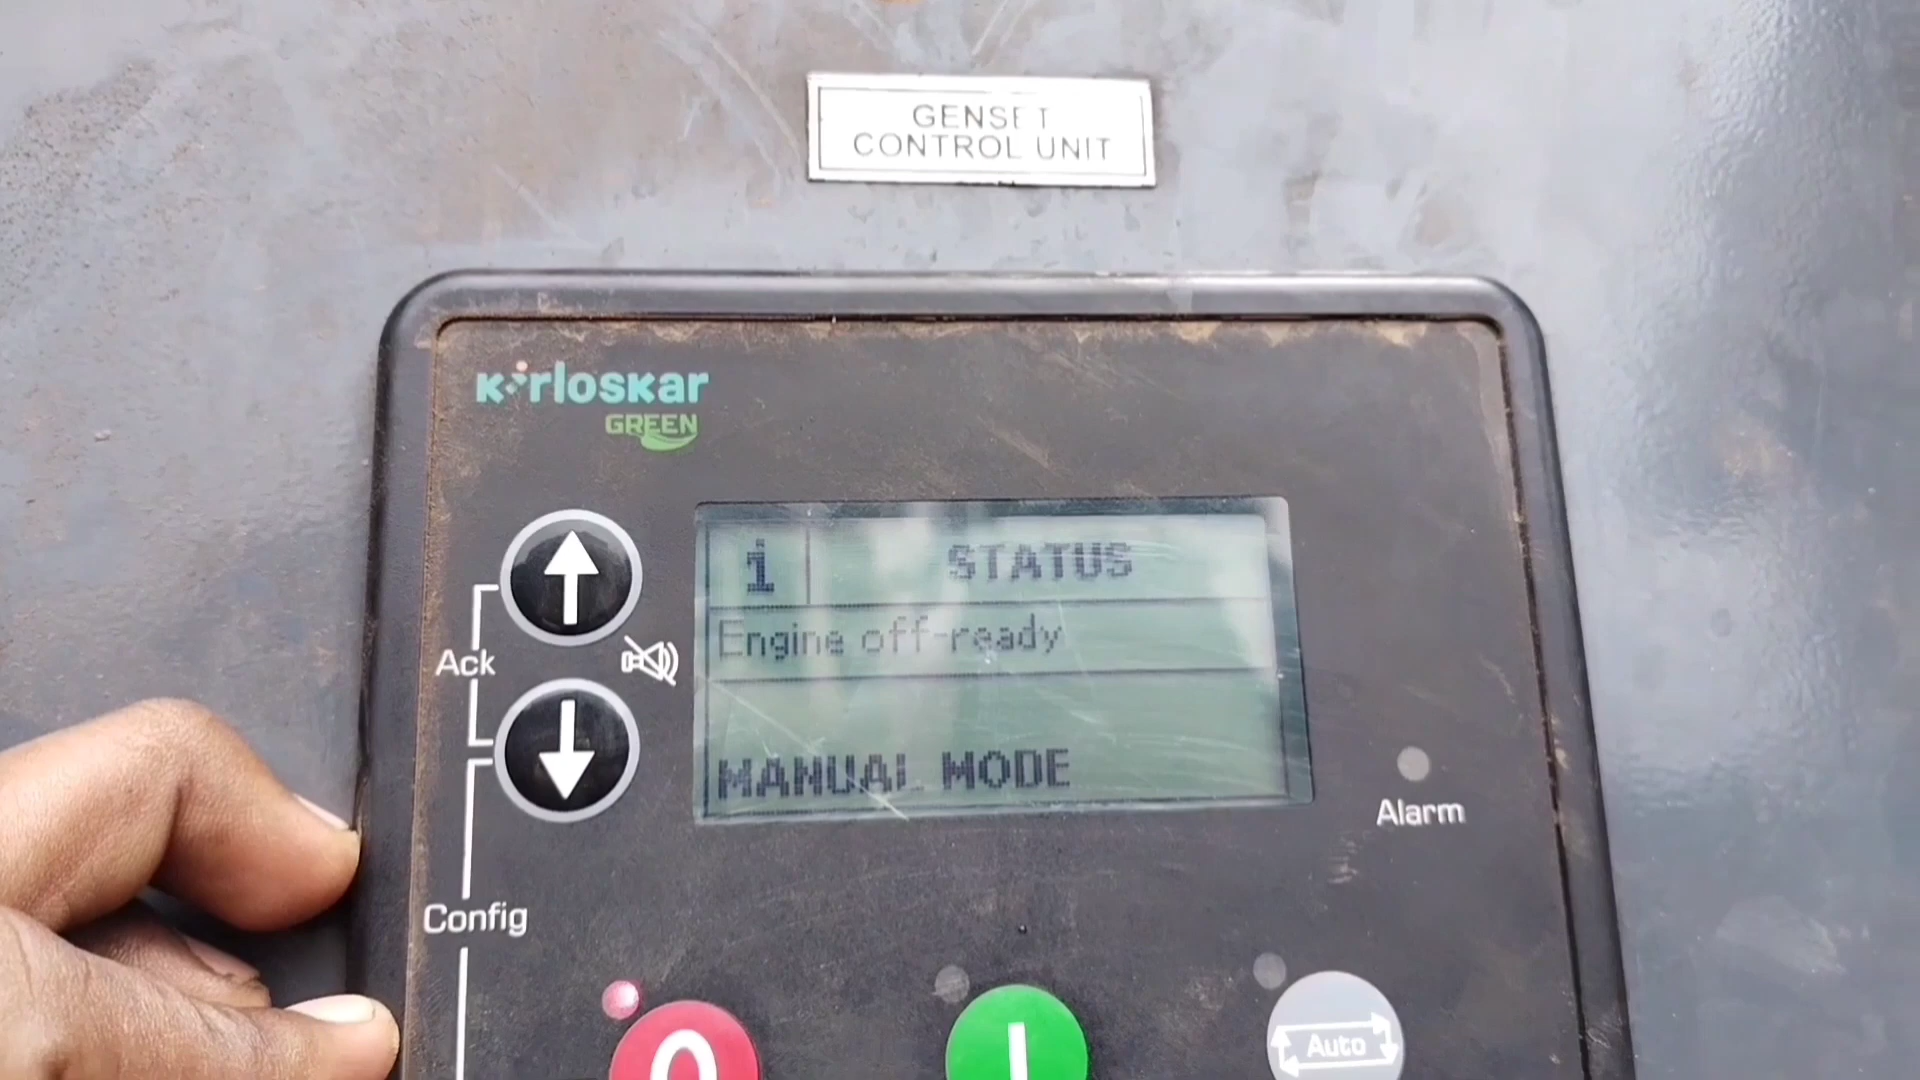 GENSET
CONTROL UNIT
kirloskar
GREEN
i STATUS
Engine off-ready
MANUAL MODE
Ack
Alarm
Config
Auto